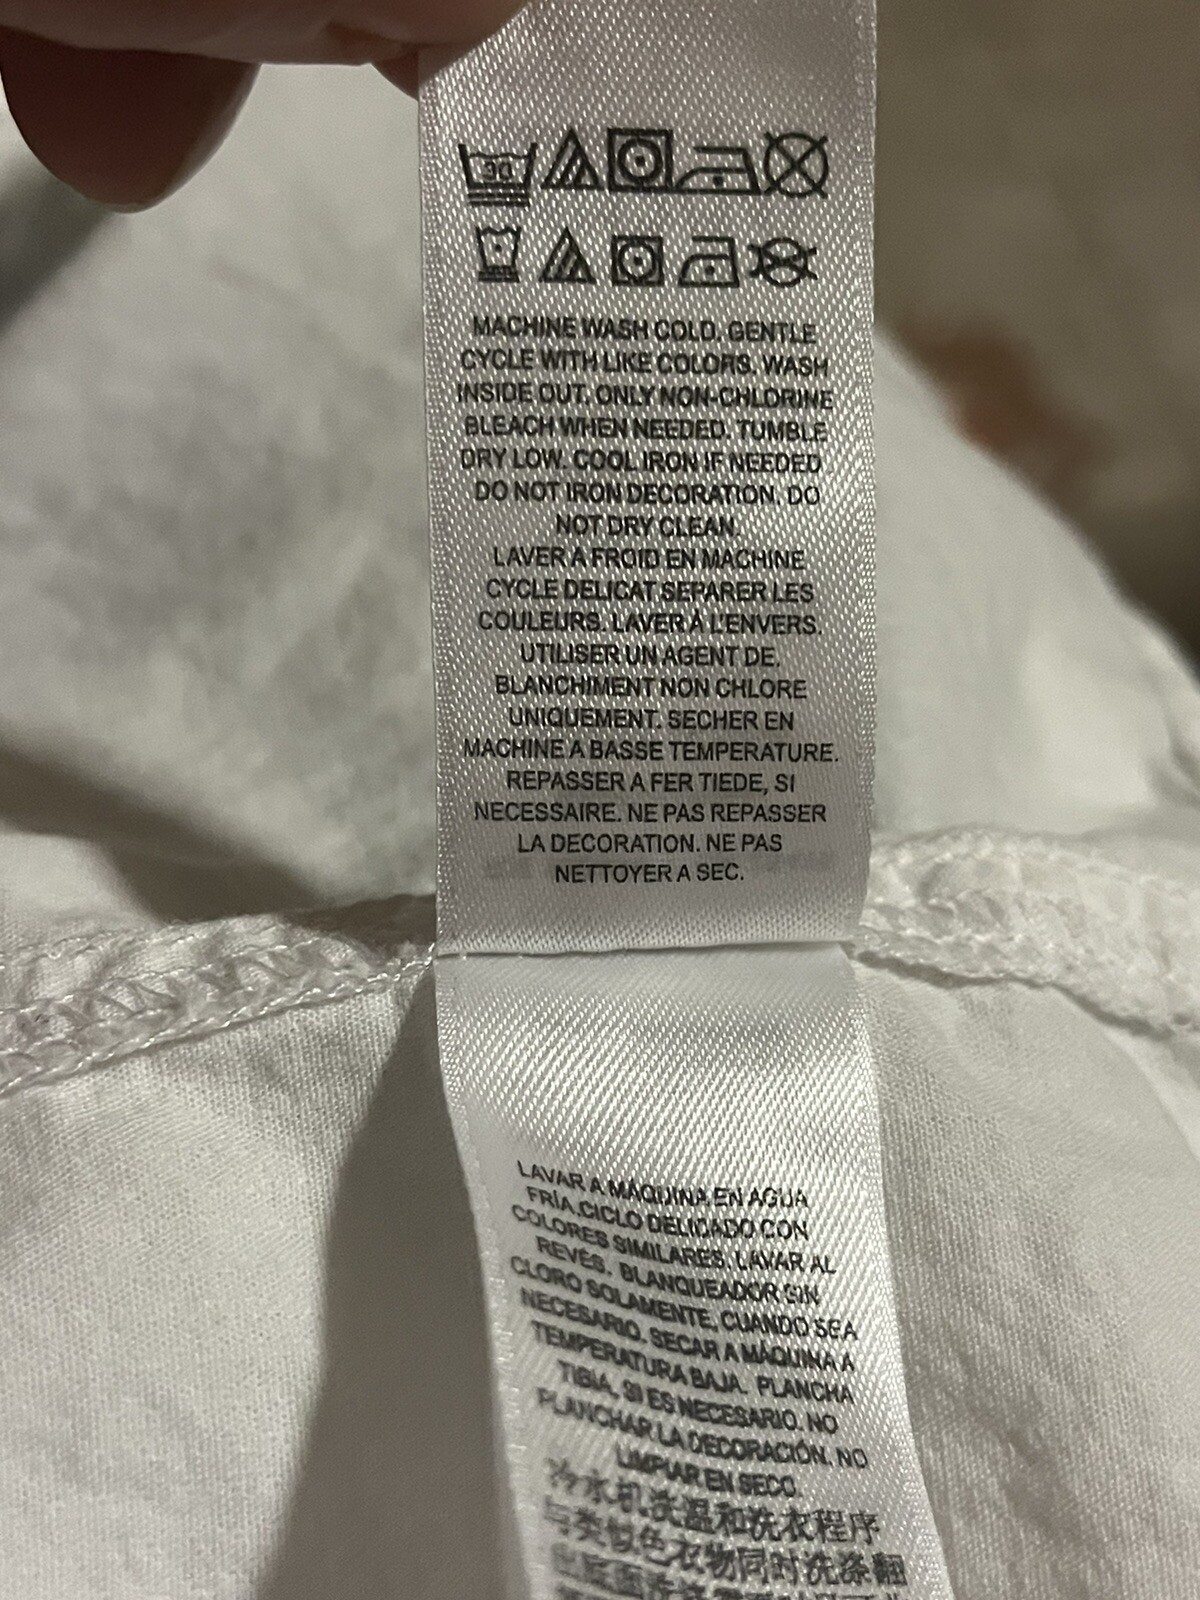 30
MACHINE WASH COLD. GENTLE
CYCLE WITH LIKE COLORS. WASH
INSIDE OUT. ONLY NON-CHLORINE
BLEACH WHEN NEEDED. TUMBLE
DRY LOW. COOL IRON IF NEEDED
DO NOT IRON DECORATION. DO
NOT DRY CLEAN.
LAVER A FROID EN MACHINE
CYCLE DELICAT SEPARER LES
COULEURS. LAVER À L'ENVERS.
UTILISER UN AGENT DE.
BLANCHIMENT NON CHLORE
UNIQUEMENT. SECHER EN
MACHINE A BASSE TEMPERATURE.
REPASSER A FER TIEDE, SI
NECESSAIRE. NE PAS REPASSER
LA DECORATION. NE PAS
NETTOYER A SEC.
LAVAR A MÁQUINA EN AGUA
FRÍA.CICLO DELICADO CON
COLORES SIMILARES. LAVAR AL
REVÉS. BLANQUEADOR SIN
CLORO SOLAMENTE, CUANDO SEA
NECESARIO. SECAR A MÁQUINA A
TEMPERATURA BAJA. PLANCHA
TIBIA, SI ES NECESARIO. NO
PLANCHAR LA DECORACIÓN. NO
LIMPIAR EN SECO.
冷水机洗温和洗衣程序
与类似色衣物同时洗涤翻